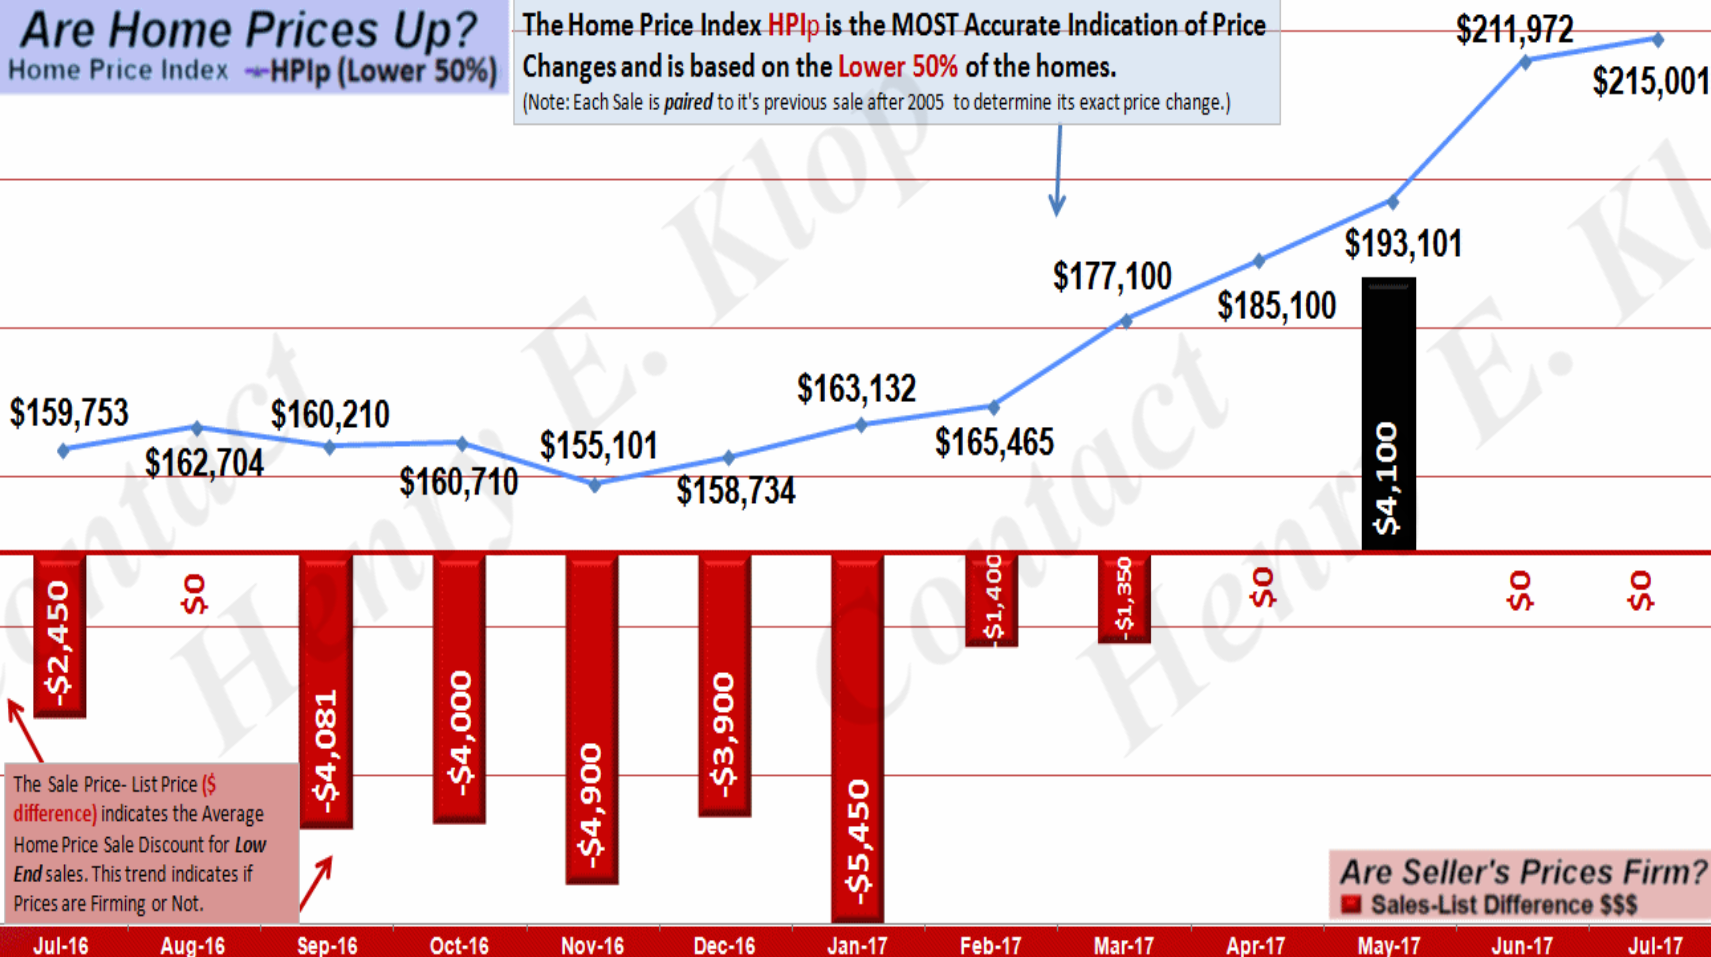 Are Home Prices Up?
Home Price Index HPIp (Lower 50%)
The Home Price Index HPIp is the MOST Accurate Indication of Price
Changes and is based on the Lower 50% of the homes.
(Note: Each Sale is paired to it's previous sale after 2005 to determine its exact price change.)
$159,753
$162,704
$160,210
$160,710
$155,101
$158,734
$163,132
$165,465
$177,100
$185,100
$193,101
$211,972
$215,001
-$2,450
$0
-$4,081
-$4,000
-$4,900
-$3,900
-$5,450
-$1,400
-$1,350
$0
$4,100
$0
$0
The Sale Price- List Price ($
difference) indicates the Average
Home Price Sale Discount for Low
End sales. This trend indicates if
Prices are Firming or Not.
Are Seller's Prices Firm?
Sales-List Difference $$$
Jul-16 Aug-16 Sep-16 Oct-16 Nov-16 Dec-16 Jan-17 Feb-17 Mar-17 Apr-17 May-17 Jun-17 Jul-17
Contact
Henry E. Klop
Contact
Henry E. Kl